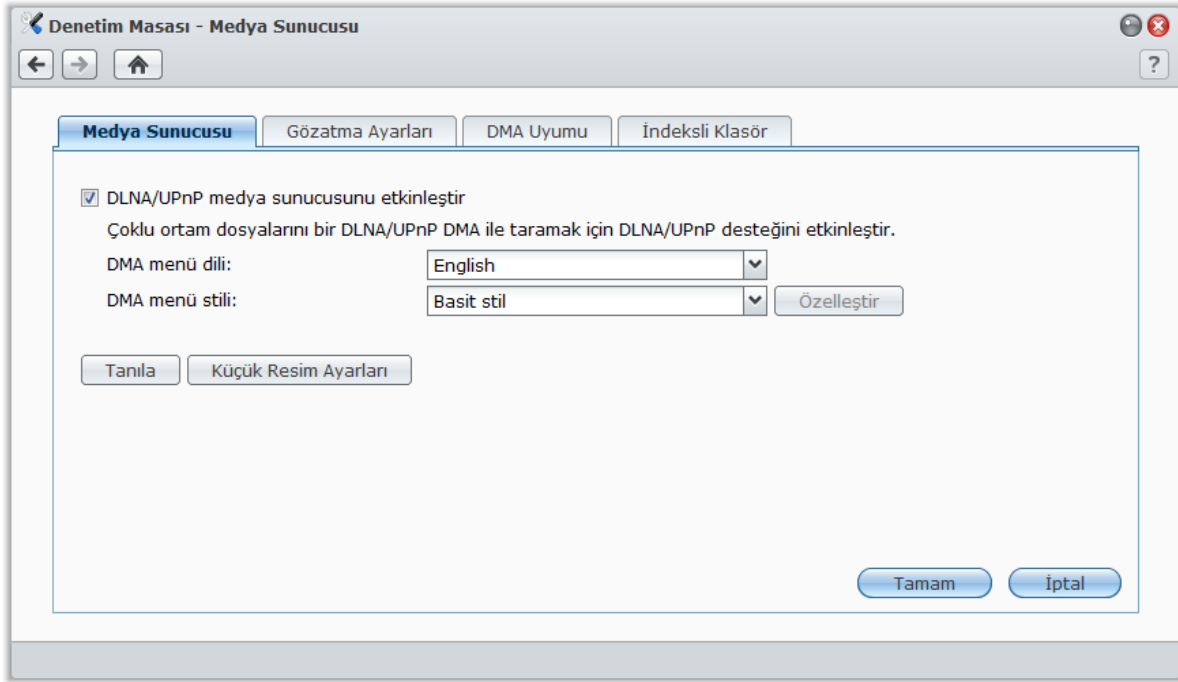 Denetim Masası - Medya Sunucusu
?
Medya Sunucusu Gözatma Ayarları DMA Uyumu İndeksli Klasör
DLNA/UPnP medya sunucusunu etkinleştir
Çoklu ortam dosyalarını bir DLNA/UPnP DMA ile taramak için DLNA/UPnP desteğini etkinleştir.
DMA menü dili: English
DMA menü stili: Basit stil Özelleştir
Tanıla Küçük Resim Ayarları
Tamam İptal